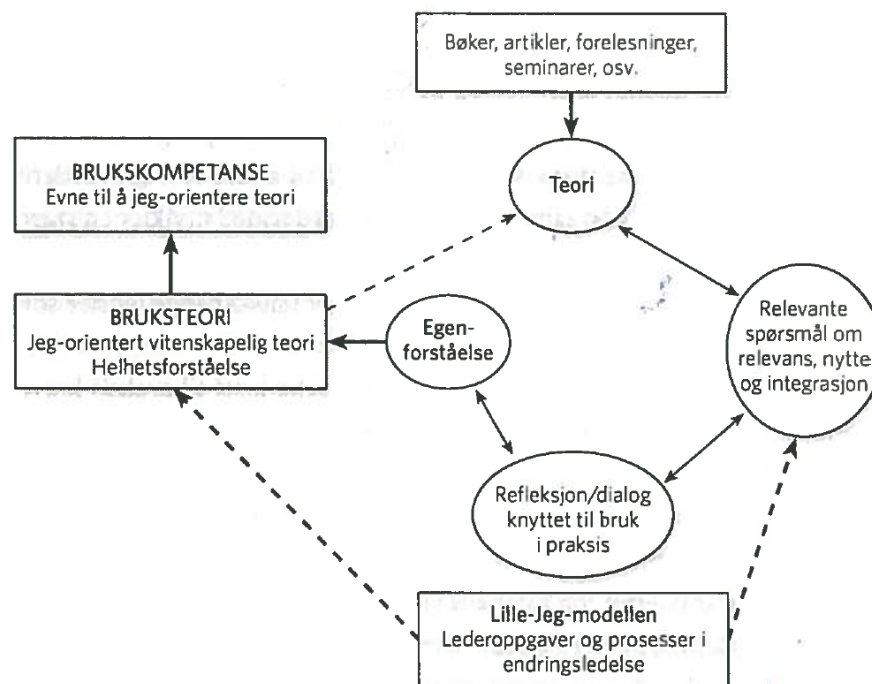 Bøker, artikler, forelesninger,
seminarer, osv.
Teori
BRUKSKOMPETANSE
Evne til å jeg-orientere teori
BRUKSTEORI
Jeg-orientert vitenskapelig teori
Helhetsforståelse
Egen-
forståelse
Relevante
spørsmål om
relevans, nytte
og integrasjon
Refleksjon/dialog
knyttet til bruk
i praksis
Lille-Jeg-modellen
Lederoppgaver og prosesser i
endringsledelse